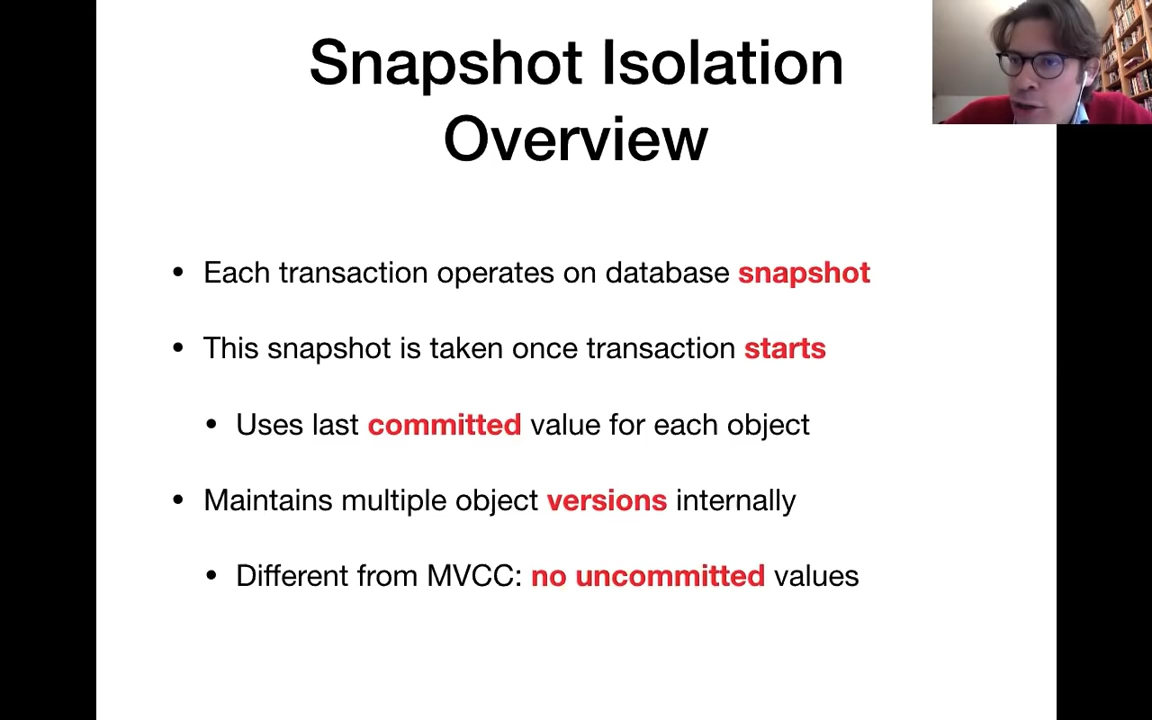 Snapshot Isolation
Overview
• Each transaction operates on database snapshot
• This snapshot is taken once transaction starts
• Uses last committed value for each object
• Maintains multiple object versions internally
• Different from MVCC: no uncommitted values